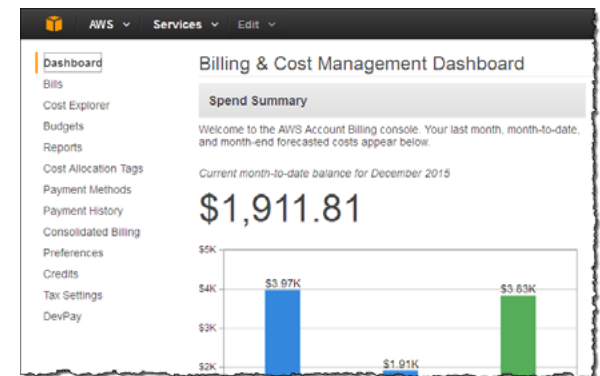 AWS Services Edit
Dashboard
Bills
Cost Explorer
Budgets
Reports
Cost Allocation Tags
Payment Methods
Payment History
Consolidated Billing
Preferences
Credits
Tax Settings
DevPay
Billing & Cost Management Dashboard
Spend Summary
Welcome to the AWS Account Billing console. Your last month, month-to-date,
and month-end forecasted costs appear below.
Current month-to-date balance for December 2015
$1,911.81
$5K
$4K
$3K
$2K
$3.97K
$1.91K
$3.83K